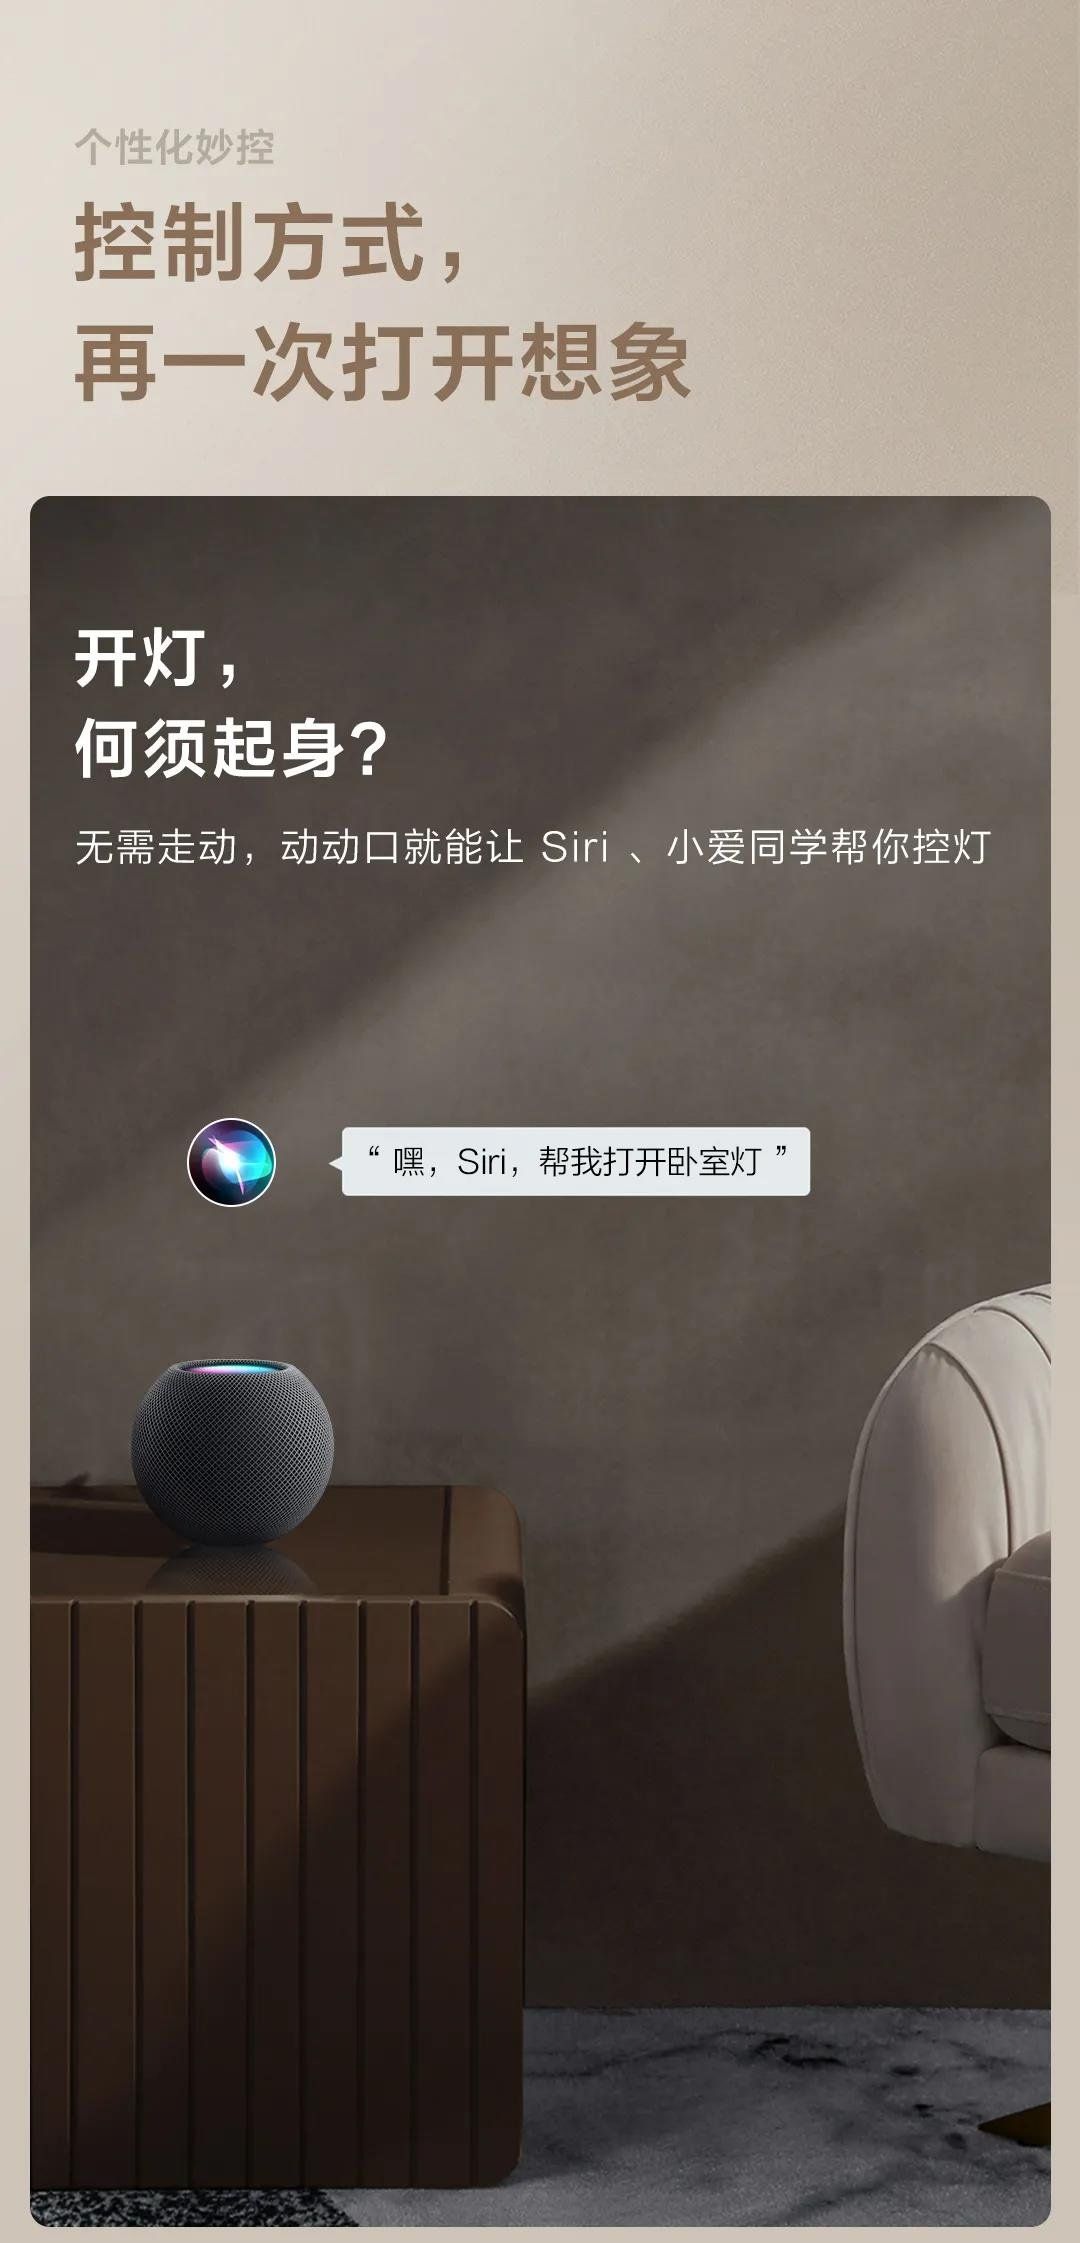 个性化妙控
控制方式，
再一次打开想象
开灯，
何须起身？
无需走动，动动口就能让 Siri 、小爱同学帮你控灯
“ 嘿，Siri，帮我打开卧室灯 ”